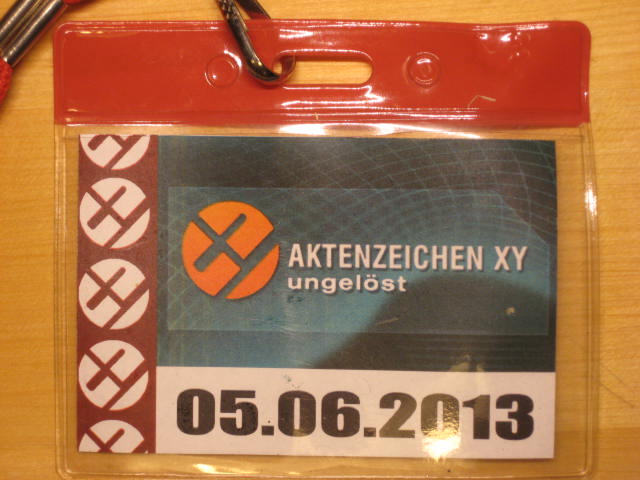 AKTENZEICHEN XY
ungelöst
05.06.2013